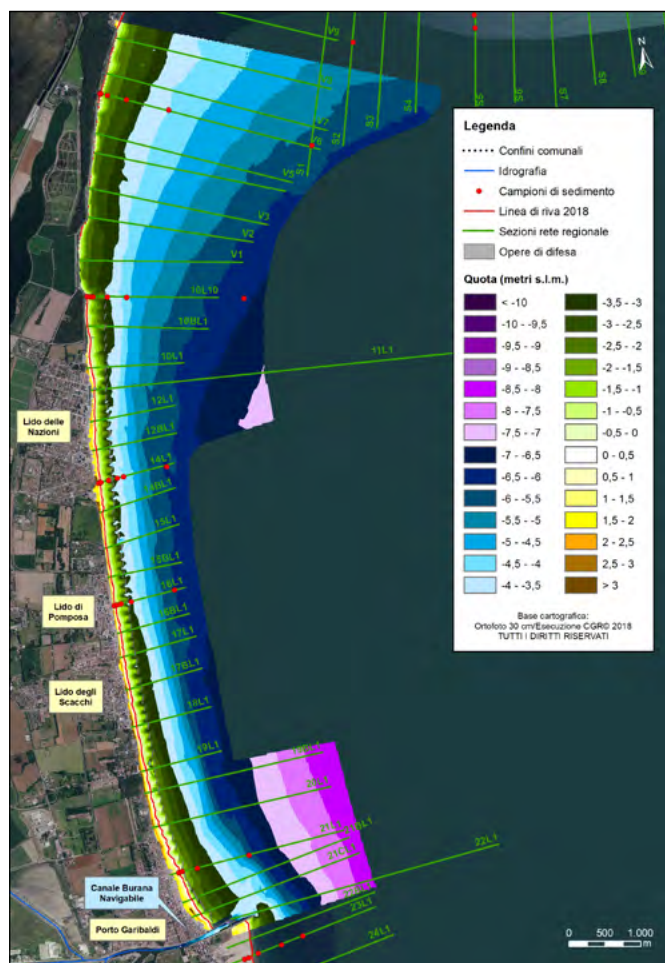 V9
V7
V6
V5
V3
V2
V1
S1
S2
S3
S4
S7
S8
N
10L10
10BL1
10L1
11L1
12L1
12BL1
14L1
14BL1
15L1
15BL1
16L1
16BL1
17L1
17BL1
18L1
19L1
20L1
21L1
21CL1
22L1
23L1
24L1
Lido delle
Nazioni
Lido di
Pomposa
Lido degli
Scacchi
Canale Burana
Navigabile
Porto Garibaldi
Legenda
Confini comunali
Idrografia
Campioni di sedimento
Linea di riva 2018
Sezioni rete regionale
Opere di difesa
Quota (metri s.l.m.)
< -10
-10 - -9,5
-9,5 - -9
-9 - -8,5
-8,5 - -8
-8 - -7,5
-7,5 - -7
-7 - -6,5
-6,5 - -6
-6 - -5,5
-5,5 - -5
-5 - -4,5
-4,5 - -4
-4 - -3,5
-3,5 - -3
-3 - -2,5
-2,5 - -2
-2 - -1,5
-1,5 - -1
-1 - -0,5
-0,5 - 0
0 - 0,5
0,5 - 1
1 - 1,5
1,5 - 2
2 - 2,5
2,5 - 3
> 3
Base cartografica:
Ortofoto 30 cm/Esecuzione CGR© 2018
TUTTI I DIRITTI RISERVATI
0 500 1.000
m